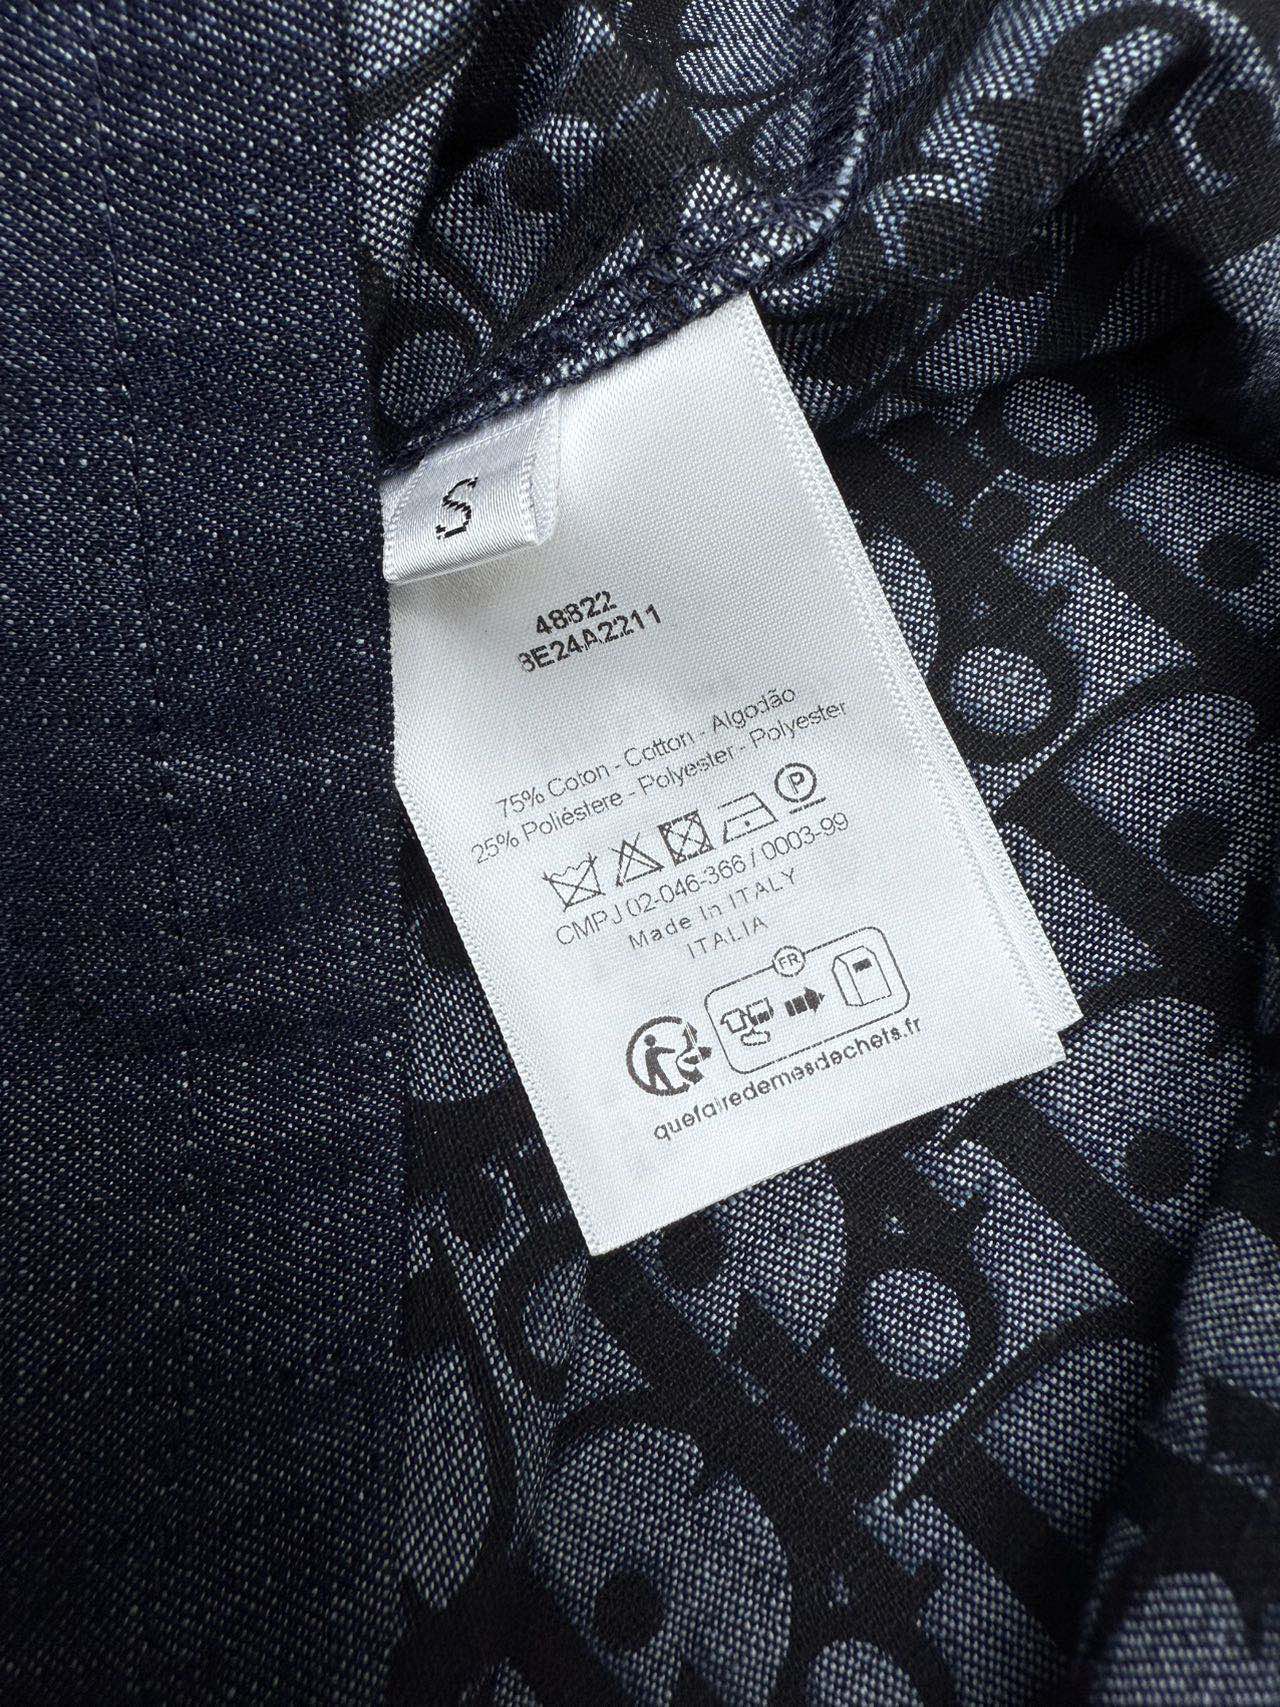 S
48822
3E24A2211
75% Coton - Cotton - Algodão
25% Poliéstere - Polyester - Polyester
P
CMPJ 02-046-366 / 0003-99
Made In ITALY
ITALIA
FR
quefairedemesdechets.fr